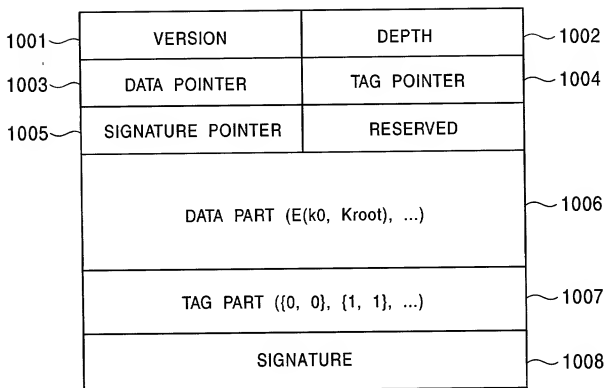 1001 VERSION DEPTH 1002
1003 DATA POINTER TAG POINTER 1004
1005 SIGNATURE POINTER RESERVED
DATA PART (E(k0, Kroot), ...) 1006
TAG PART ({0, 0}, {1, 1}, ...) 1007
SIGNATURE 1008